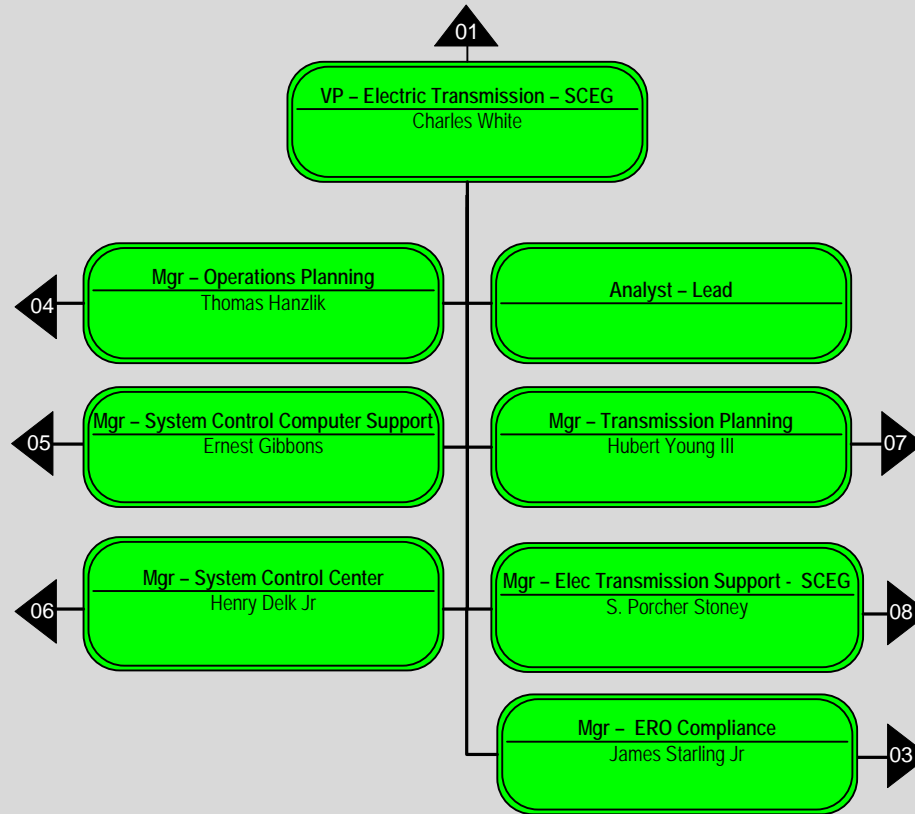 01
VP – Electric Transmission – SCEG
Charles White
Mgr – Operations Planning
Thomas Hanzlik
04
Analyst – Lead
Mgr – System Control Computer Support
Ernest Gibbons
05
Mgr – Transmission Planning
Hubert Young III
07
Mgr – System Control Center
Henry Delk Jr
06
Mgr – Elec Transmission Support -  SCEG
S. Porcher Stoney
08
Mgr –  ERO Compliance
James Starling Jr
03